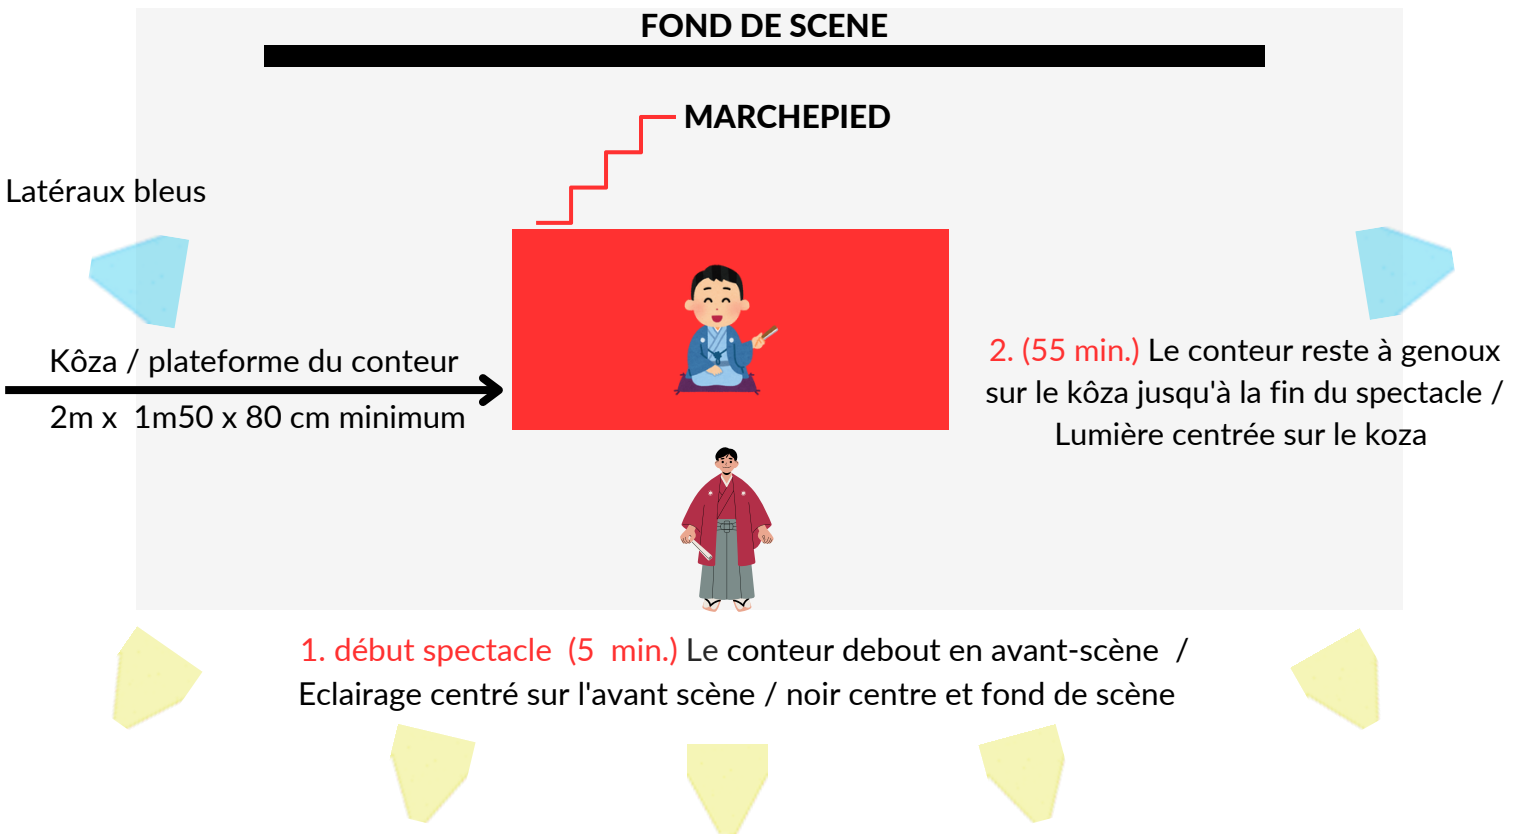 FOND DE SCENE
MARCHEPIED
Latéraux bleus
Kôza / plateforme du conteur
2m x 1m50 x 80 cm minimum
2. (55 min.) Le conteur reste à genoux
sur le kôza jusqu'à la fin du spectacle /
Lumière centrée sur le koza
1. début spectacle (5 min.) Le conteur debout en avant-scène /
Eclairage centré sur l'avant scène / noir centre et fond de scène